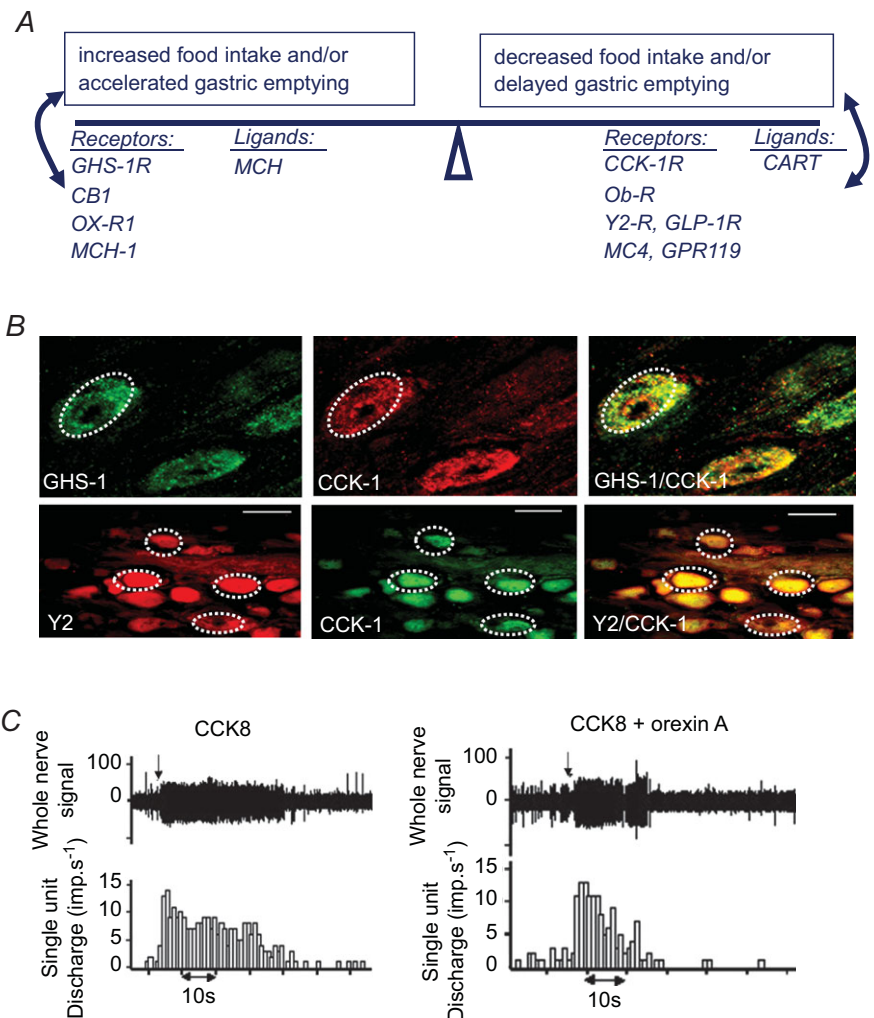 A
increased food intake and/or
accelerated gastric emptying
decreased food intake and/or
delayed gastric emptying
Receptors:
GHS-1R
CB1
OX-R1
MCH-1
Ligands:
MCH
Receptors:
CCK-1R
Ob-R
Y2-R, GLP-1R
MC4, GPR119
Ligands:
CART
B
GHS-1
CCK-1
GHS-1/CCK-1
Y2
CCK-1
Y2/CCK-1
C
CCK8
Whole nerve
signal
100
0
Single unit
Discharge (imp.s⁻¹)
15
10
5
0
10s
CCK8 + orexin A
Whole nerve
signal
100
0
Single unit
Discharge (imp.s⁻¹)
15
10
5
0
10s